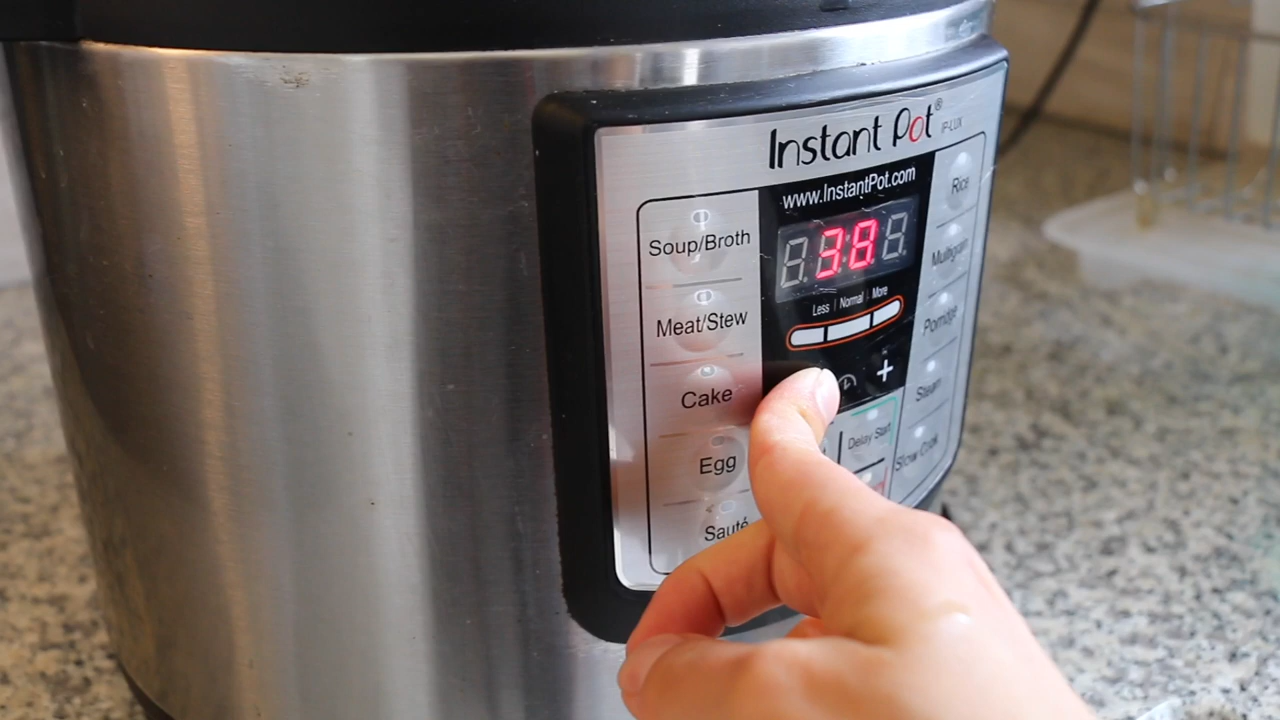 Instant Pot®
IP-LUX
www.InstantPot.com
38
Less | Normal | More
+
Soup/Broth
Meat/Stew
Cake
Egg
Sauté
Rice
Multigrain
Porridge
Steam
Slow Cook
Delay Start